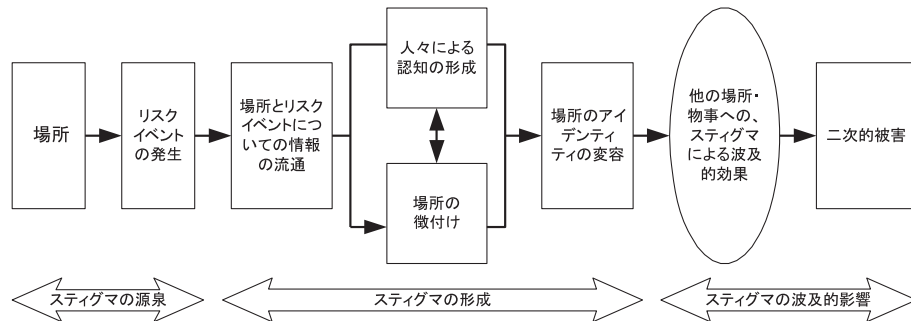 場所
リスク
イベント
の発生
場所とリスク
イベントにつ
いての情報
の流通
人々による
認知の形成
場所の
徴付け
場所のアイ
デンティ
ティの変容
他の場所・
物事への、
スティグマ
による波及
的効果
二次的被害
スティグマの源泉
スティグマの形成
スティグマの波及的影響